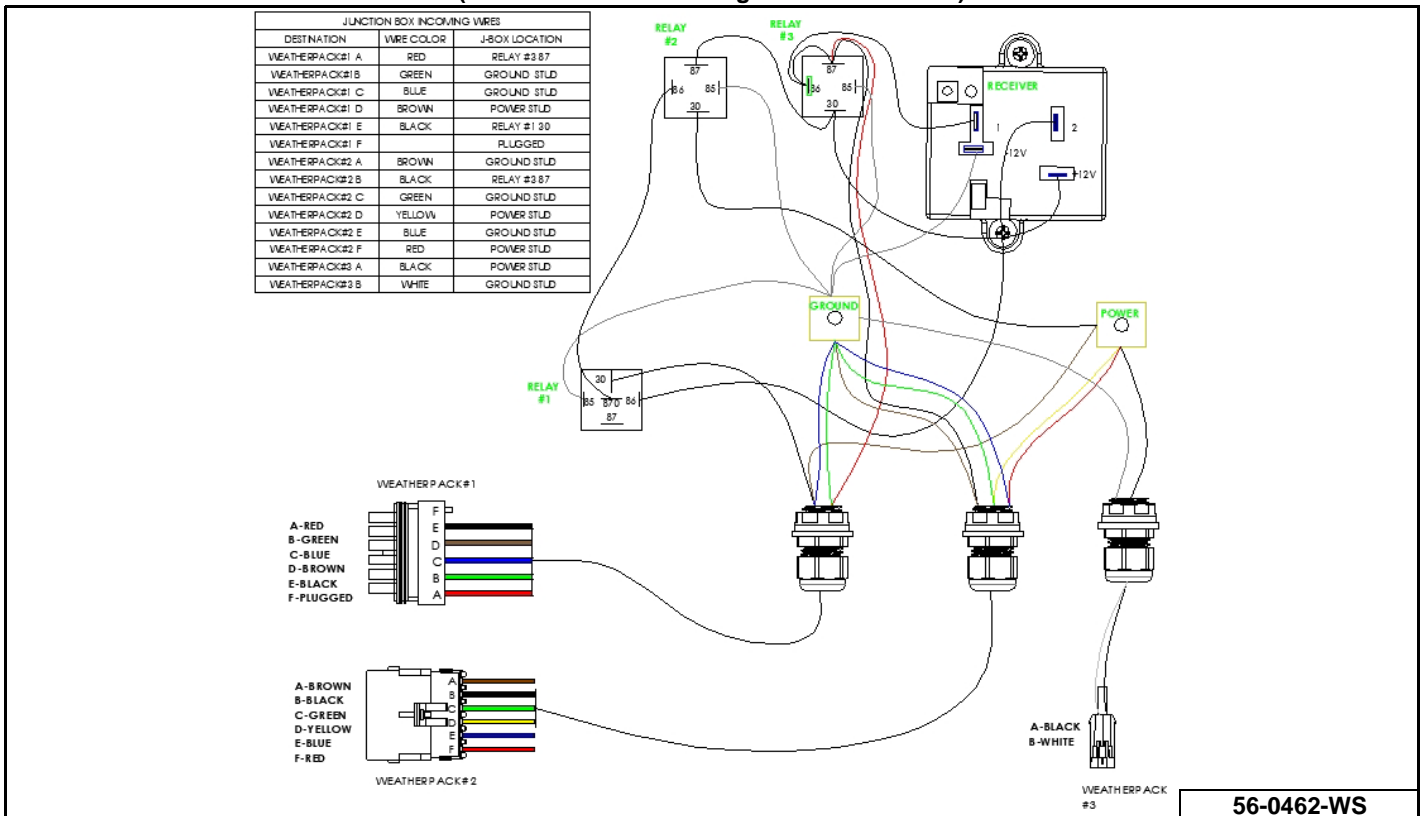 JUNCTION BOX INCOMING WIRES
DESTINATION WIRE COLOR J-BOX LOCATION
WEATHERPACK#1 A RED RELAY #3 87
WEATHERPACK#1B GREEN GROUND STUD
WEATHERPACK#1 C BLUE GROUND STUD
WEATHERPACK#1 D BROWN POWER STUD
WEATHERPACK#1 E BLACK RELAY #1 30
WEATHERPACK#1 F PLUGGED
WEATHERPACK#2 A BROWN GROUND STUD
WEATHERPACK#2 B BLACK RELAY #3 87
WEATHERPACK#2 C GREEN GROUND STUD
WEATHERPACK#2 D YELLOW POWER STUD
WEATHERPACK#2 E BLUE GROUND STUD
WEATHERPACK#2 F RED POWER STUD
WEATHERPACK#3 A BLACK POWER STUD
WEATHERPACK#3 B WHITE GROUND STUD
RELAY
#2
87
86 85
30
RELAY
#3
87
86 85
30
RECEIVER
1 2
-12V
+12V
GROUND
POWER
RELAY
#1
30
85 870 86
87
WEATHERPACK#1
A-RED
B-GREEN
C-BLUE
D-BROWN
E-BLACK
F-PLUGGED
F
E
D
C
B
A
A-BROWN
B-BLACK
C-GREEN
D-YELLOW
E-BLUE
F-RED
A
B
C
D
E
F
WEATHERPACK#2
A-BLACK
B-WHITE
WEATHERPACK
#3
56-0462-WS